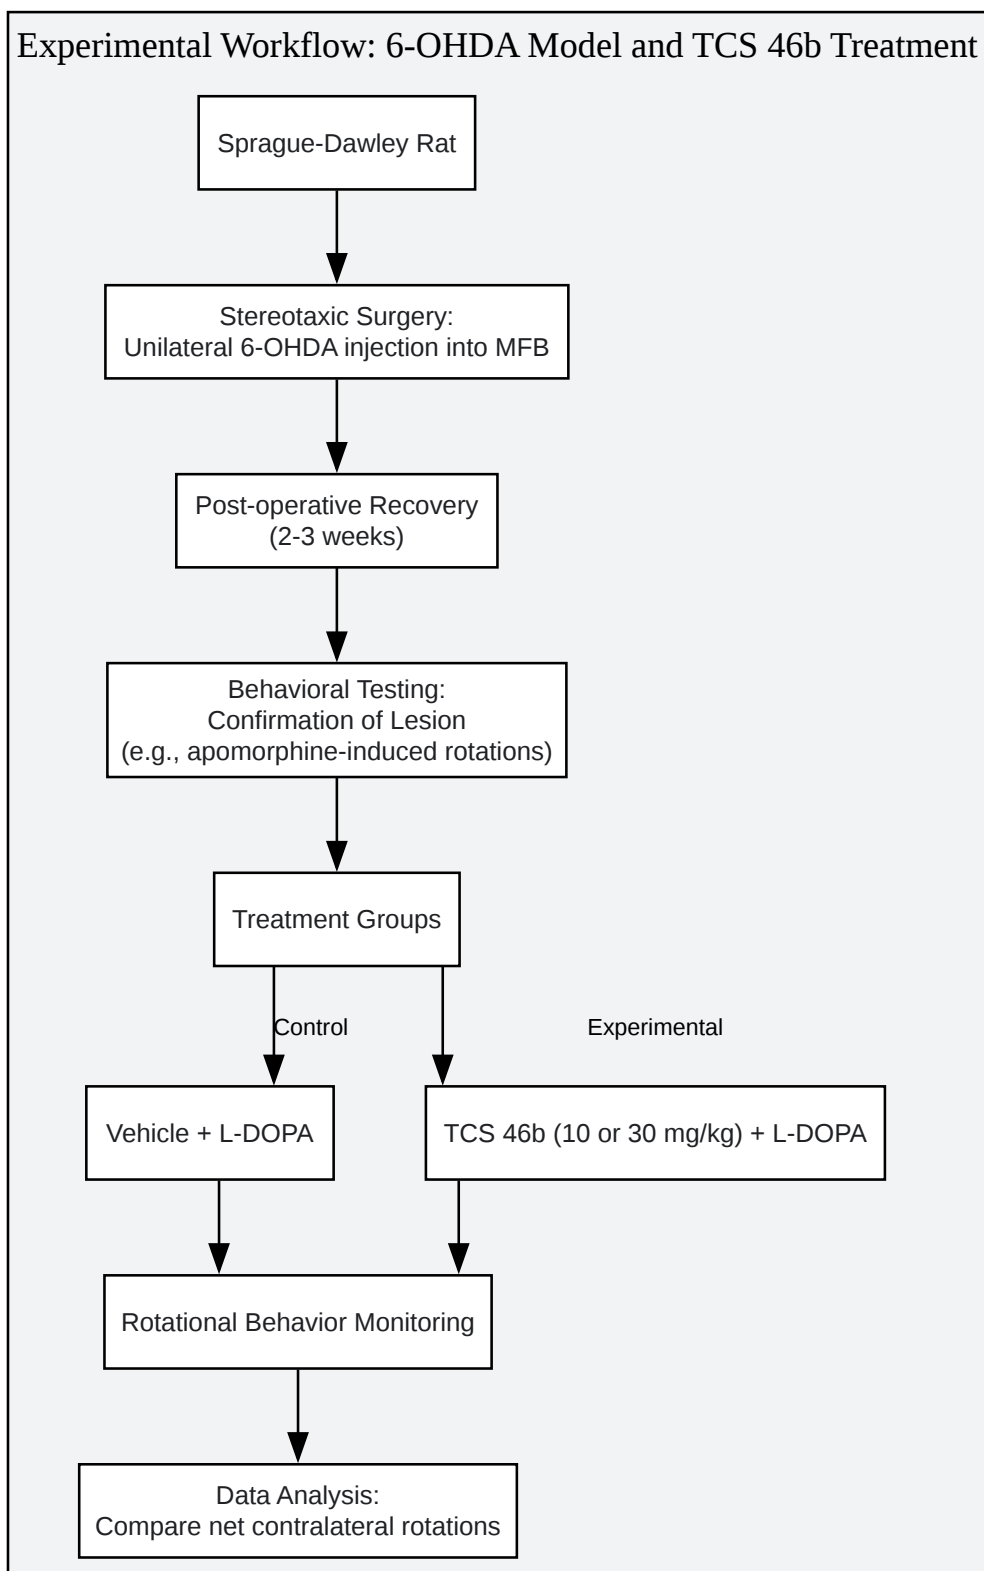 Experimental Workflow: 6-OHDA Model and TCS 46b Treatment
Sprague-Dawley Rat
Stereotaxic Surgery:
Unilateral 6-OHDA injection into MFB
Post-operative Recovery
(2-3 weeks)
Behavioral Testing:
Confirmation of Lesion
(e.g., apomorphine-induced rotations)
Treatment Groups
Control
Experimental
Vehicle + L-DOPA
TCS 46b (10 or 30 mg/kg) + L-DOPA
Rotational Behavior Monitoring
Data Analysis:
Compare net contralateral rotations